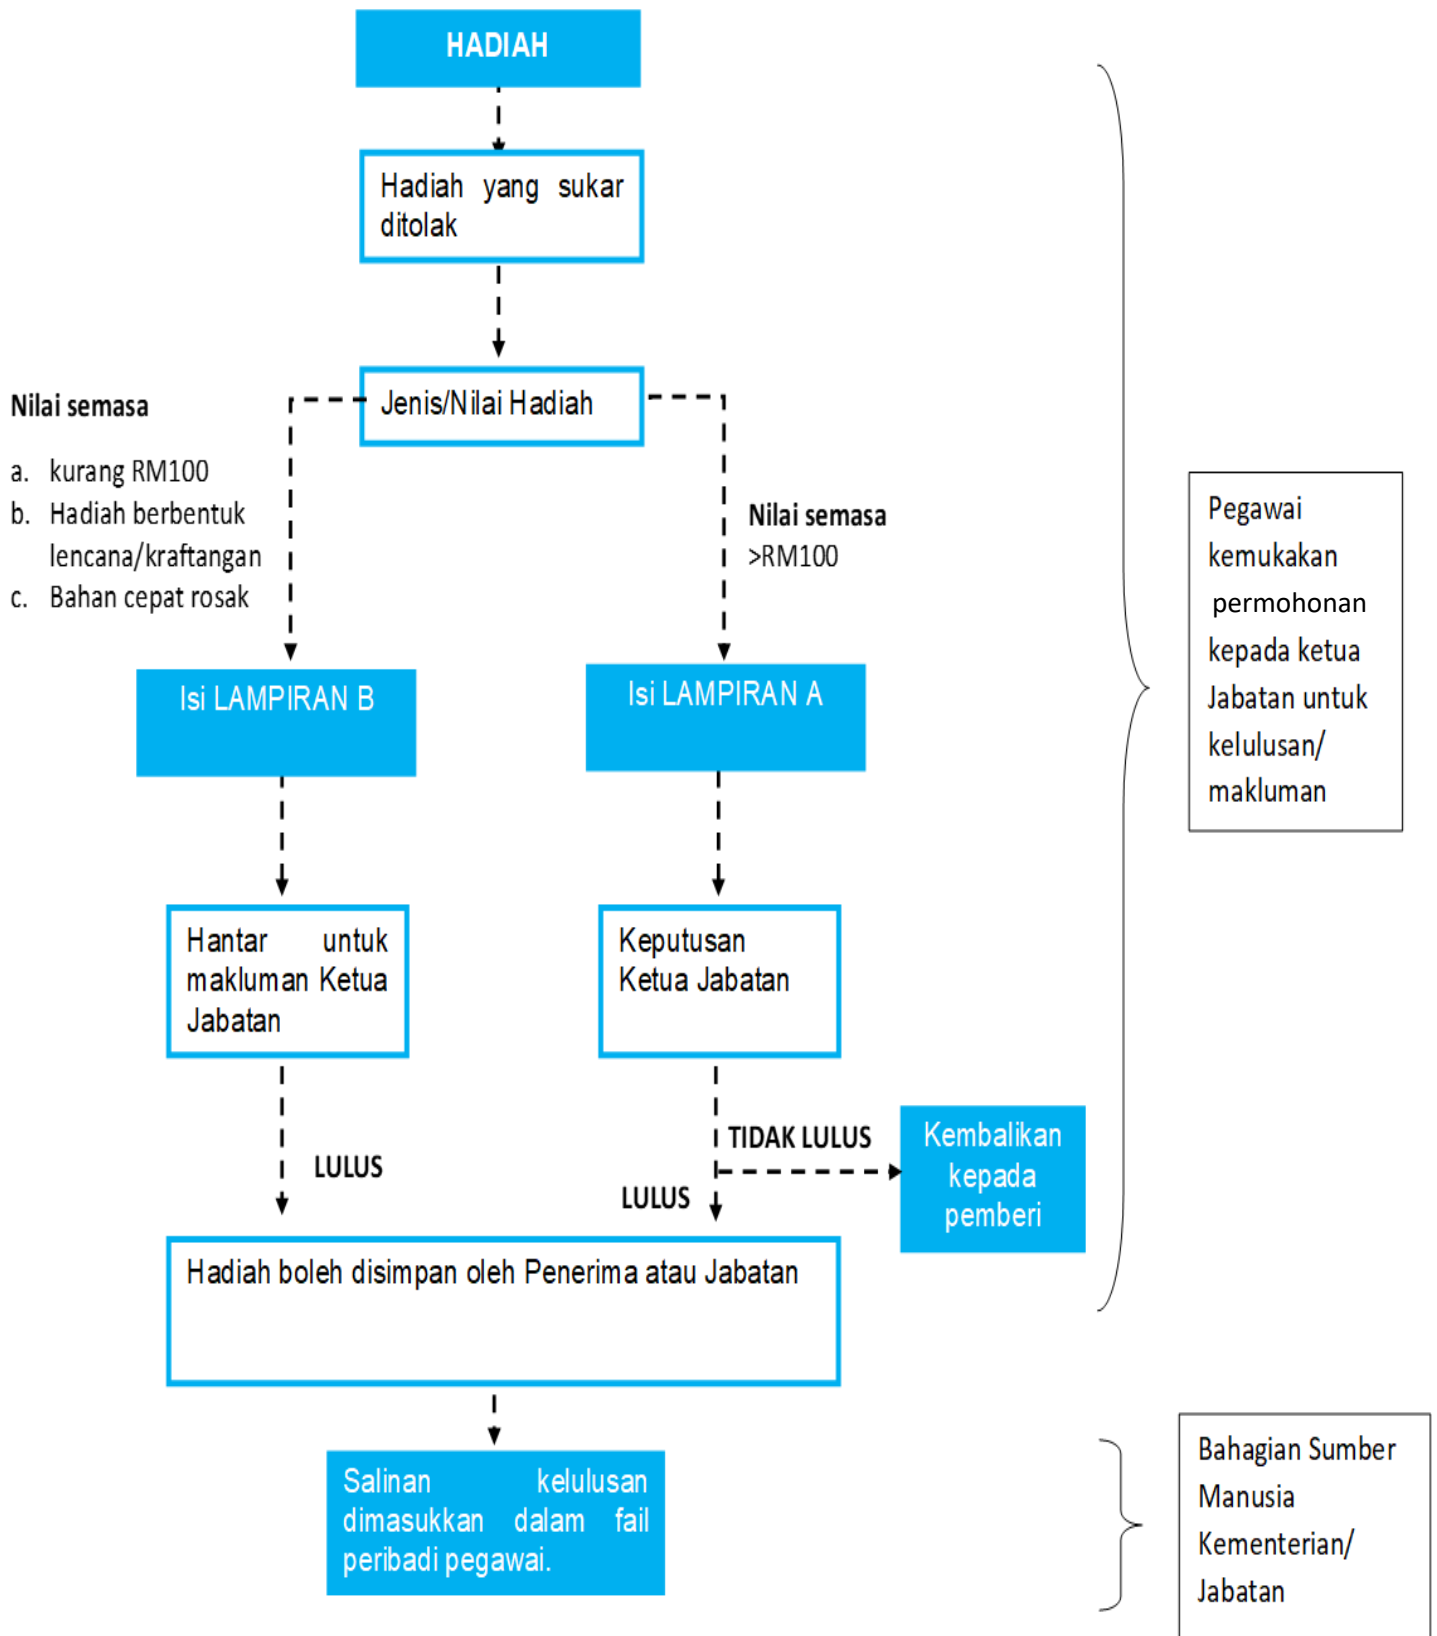 HADIAH
Hadiah yang sukar
ditolak
Jenis/Nilai Hadiah
Nilai semasa
a. kurang RM100
b. Hadiah berbentuk
lencana/kraftangan
c. Bahan cepat rosak
Nilai semasa
>RM100
Isi LAMPIRAN B
Isi LAMPIRAN A
Hantar untuk
makluman Ketua
Jabatan
Keputusan
Ketua Jabatan
LULUS
TIDAK LULUS
LULUS
Kembalikan
kepada
pemberi
Hadiah boleh disimpan oleh Penerima atau Jabatan
Salinan kelulusan
dimasukkan dalam fail
peribadi pegawai.
Pegawai
kemukakan
permohonan
kepada ketua
Jabatan untuk
kelulusan/
makluman
Bahagian Sumber
Manusia
Kementerian/
Jabatan